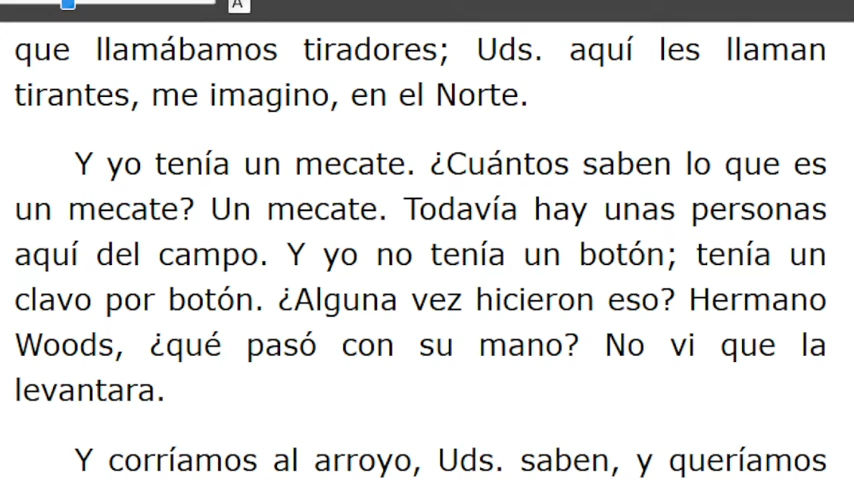 A
que llamábamos tiradores; Uds. aquí les llaman
tirantes, me imagino, en el Norte.
Y yo tenía un mecate. ¿Cuántos saben lo que es
un mecate? Un mecate. Todavía hay unas personas
aquí del campo. Y yo no tenía un botón; tenía un
clavo por botón. ¿Alguna vez hicieron eso? Hermano
Woods, ¿qué pasó con su mano? No vi que la
levantara.
Y corríamos al arroyo, Uds. saben, y queríamos